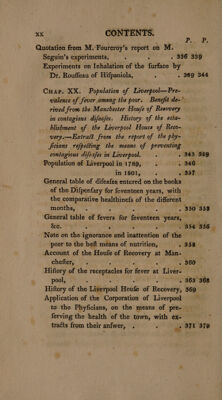 xx CONTENTS.
P. P.
Quotation from M. Fourcroy's report on M.
Seguin's experiments, . . . . 336 339
Experiments on Inhalation of the surface by
Dr. Rousseau of Hispaniola, . . 389 344
CHAP. XX. Population of Liverpool—Pre-
valence of fever among the poor. Benefit de-
rived from the Manchester House of Recovery
in contagious diseases. History of the esta-
blishment of the Liverpool House of Reco-
very.—Extract from the report of the phy-
sicians respecting the means of preventing
contagious diseases in Liverpool. . . 345 389
Population of Liverpool in 1789, . . 346
in 1801, . . 357
General table of diseases entered on the books
of the Dispensary for seventeen years, with
the comparative healthiness of the different
months, . . . . . 350 353
General table of fevers for seventeen years,
&c. . . . . . 354 356
Note on the ignorance and inattention of the
poor to the best means of nutrition, . 358
Account of the House of Recovery at Man-
chester, . . . . . 360
History of the receptacles for fever at Liver-
pool, . . . . . 363 368
History of the Liverpool House of Recovery, 369
Application of the Corporation of Liverpool
to the Physicians, on the means of pre-
serving the health of the town, with ex-
tracts from their answer, . . . 371 379